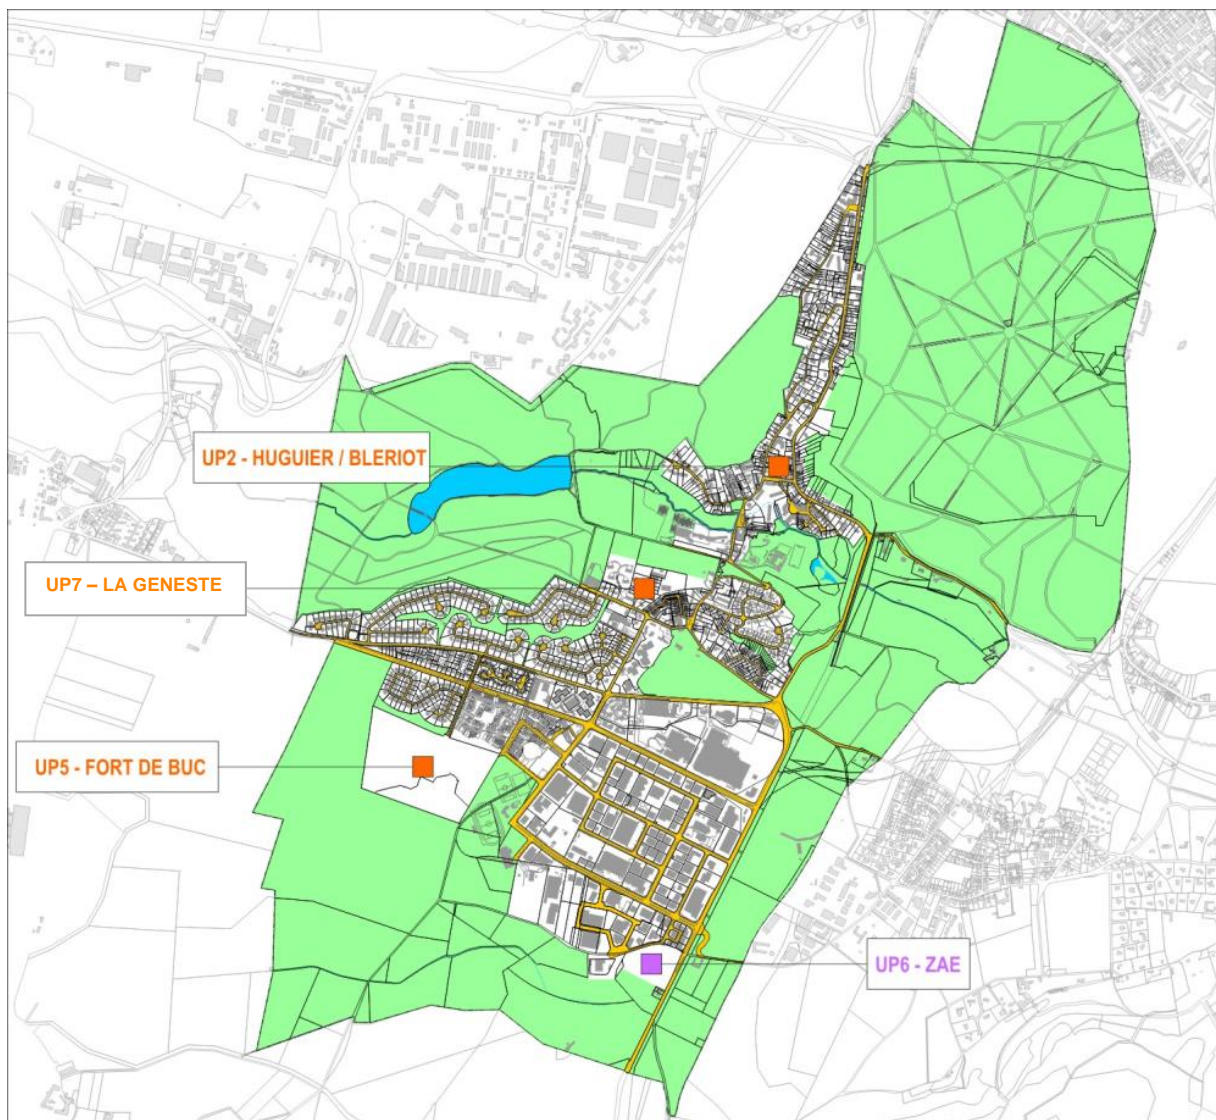 UP2 - HUGUIER / BLERIOT
UP7 – LA GENESTE
UP5 - FORT DE BUC
UP6 - ZAE